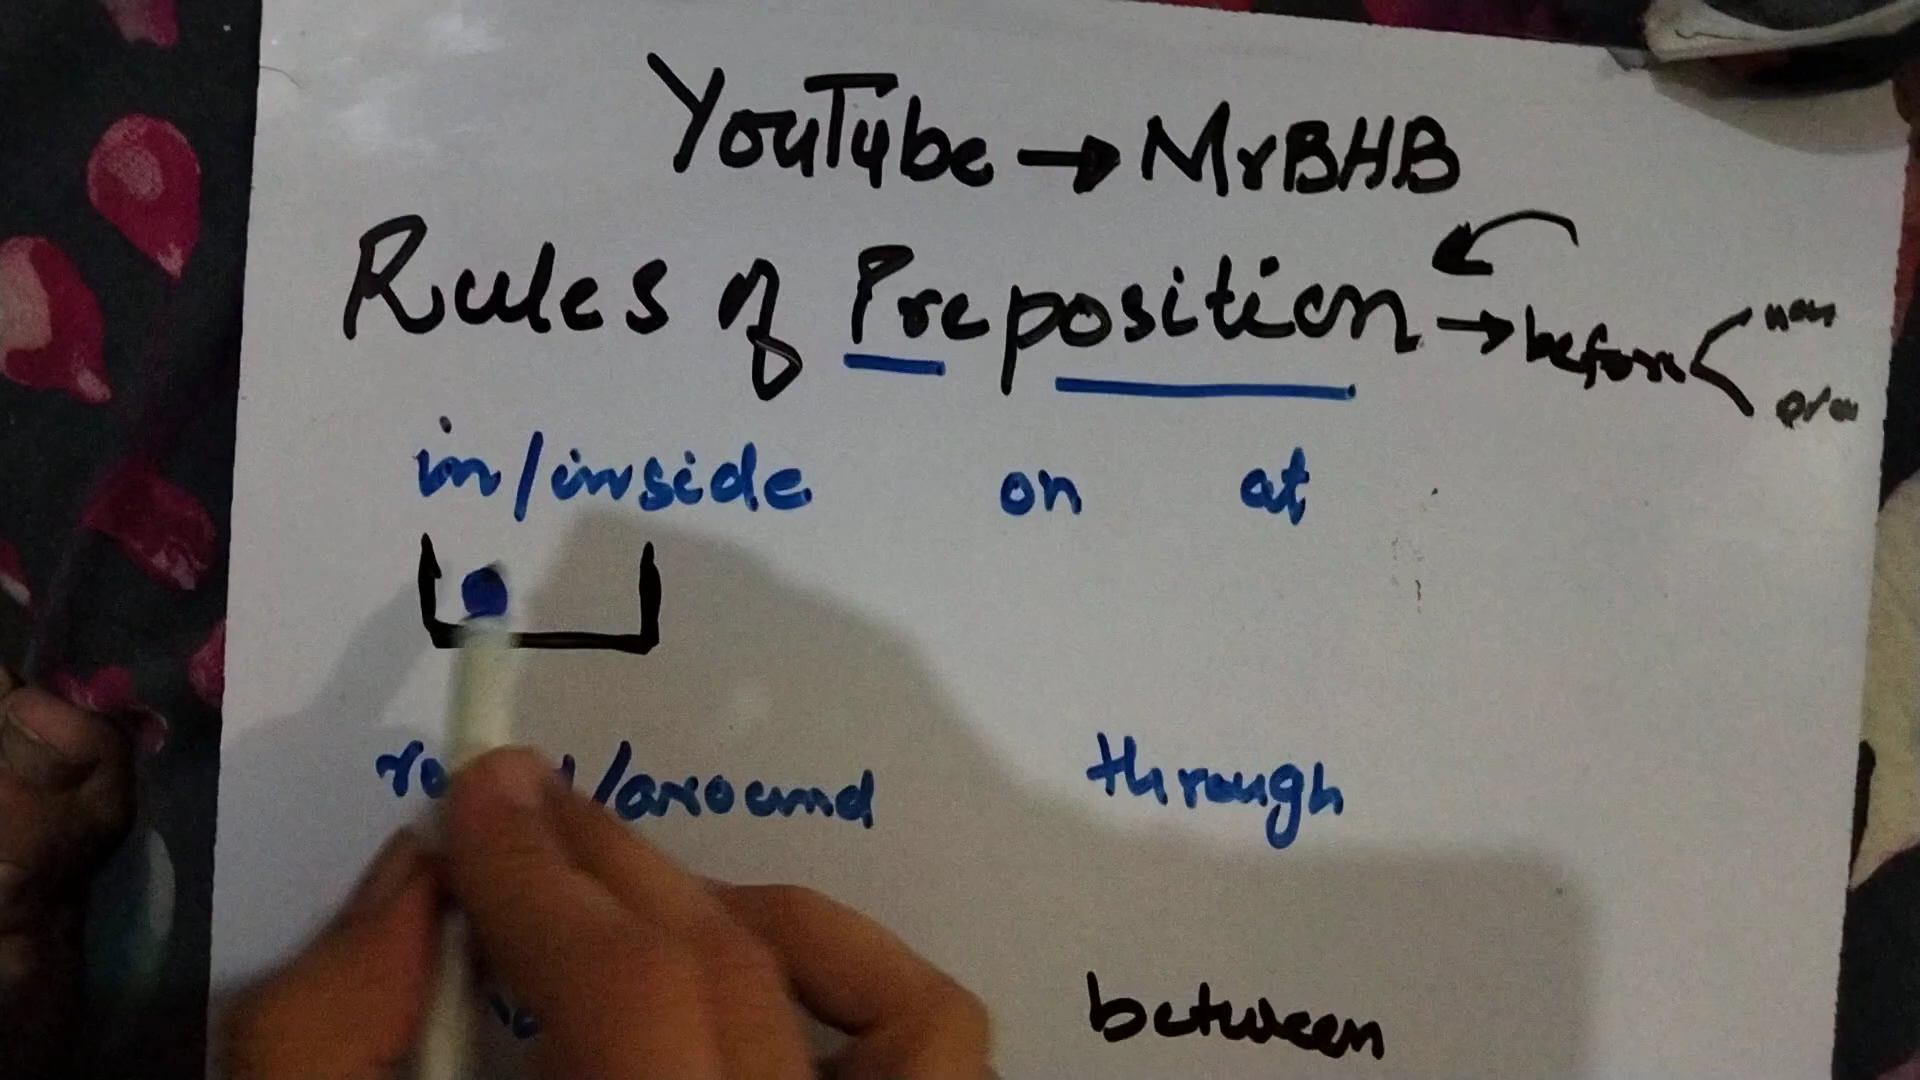 YouTube → MrBHB
Rules of Preposition → before
in/inside on at
/around through
between